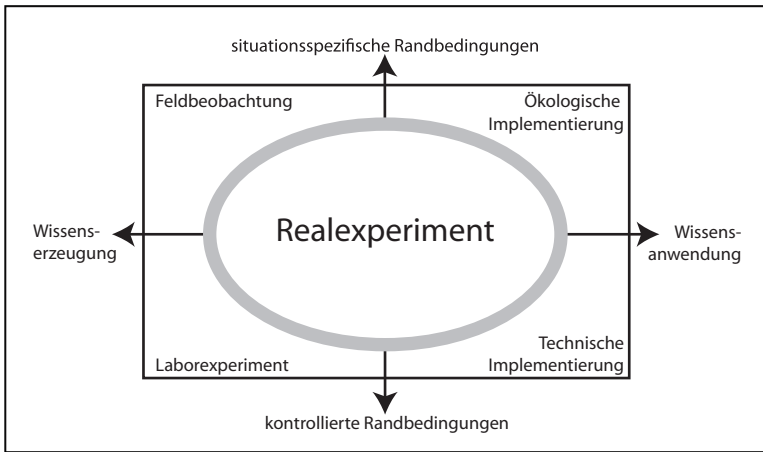 situationsspezifische Randbedingungen
Feldbeobachtung
Ökologische
Implementierung
Wissens-
erzeugung
Realexperiment
Wissens-
anwendung
Laborexperiment
Technische
Implementierung
kontrollierte Randbedingungen